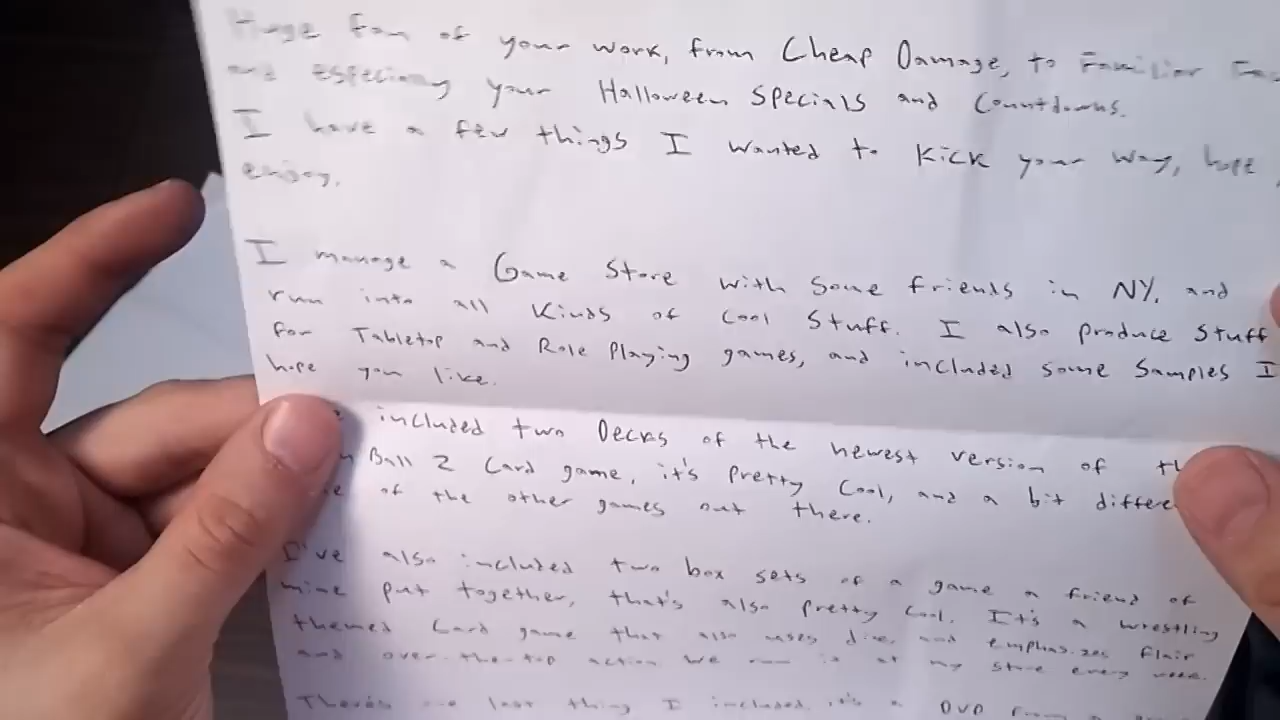 Huge fan of your work, from Cheap Damage, to Familiar
and especially your Halloween Specials and Countdowns.
I have a few things I wanted to kick your way, hope
enjoy.
I manage a Game Store with some friends in NY, and
run into all kinds of cool stuff. I also produce stuff
for Tabletop and Role Playing games, and included some samples I
hope you like.
included two Decks of the newest version of th
Ball Z Card game, it's pretty cool, and a bit differe
of the other games out there.
I've also included two box sets of a game a friend of
mine put together, that's also pretty cool. It's a wrestling
themed Card game that also uses dice and emphasizes flair
and over-the-top action we run it at my store every week.
There's one last thing I included, it's a DVD from a